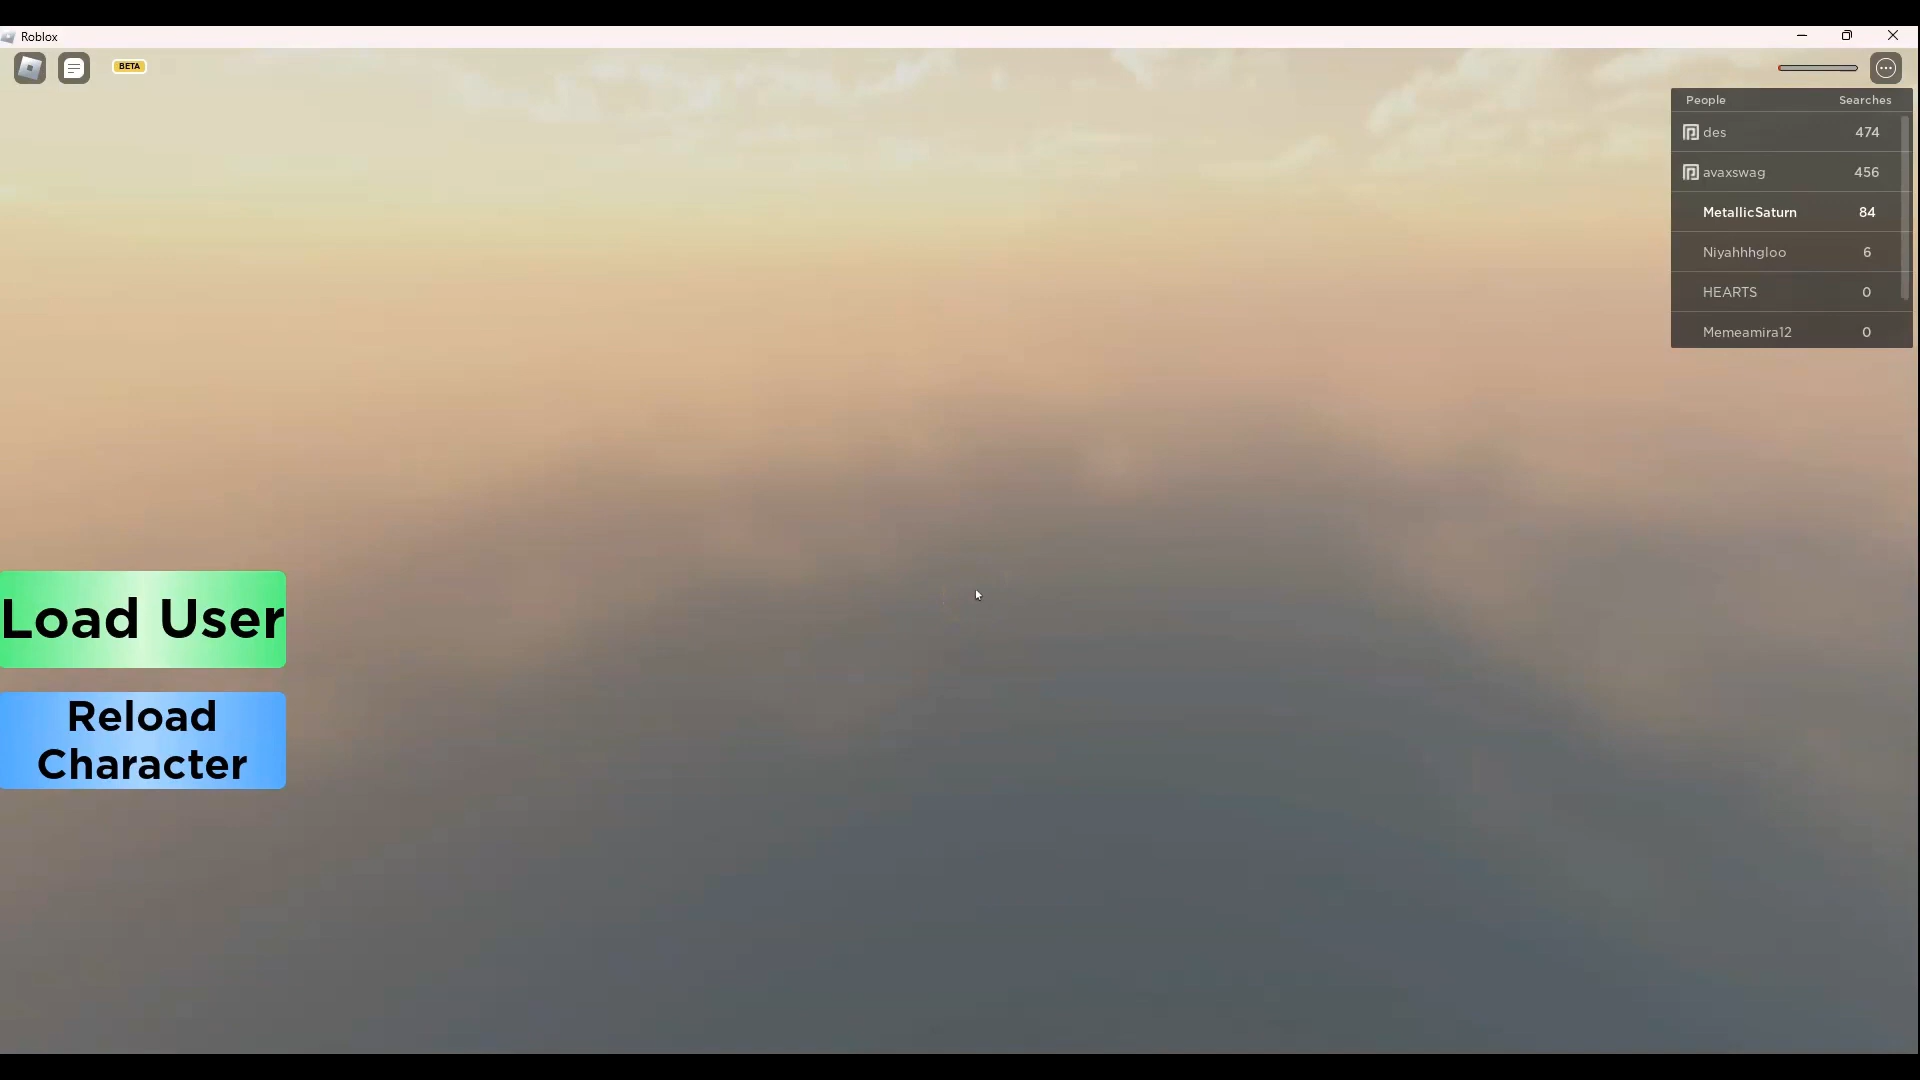 Roblox
BETA
People Searches
des 474
avaxswag 456
MetallicSaturn 84
Niyahhhgloo 6
HEARTS 0
Memeamira12 0
Load User
Reload
Character